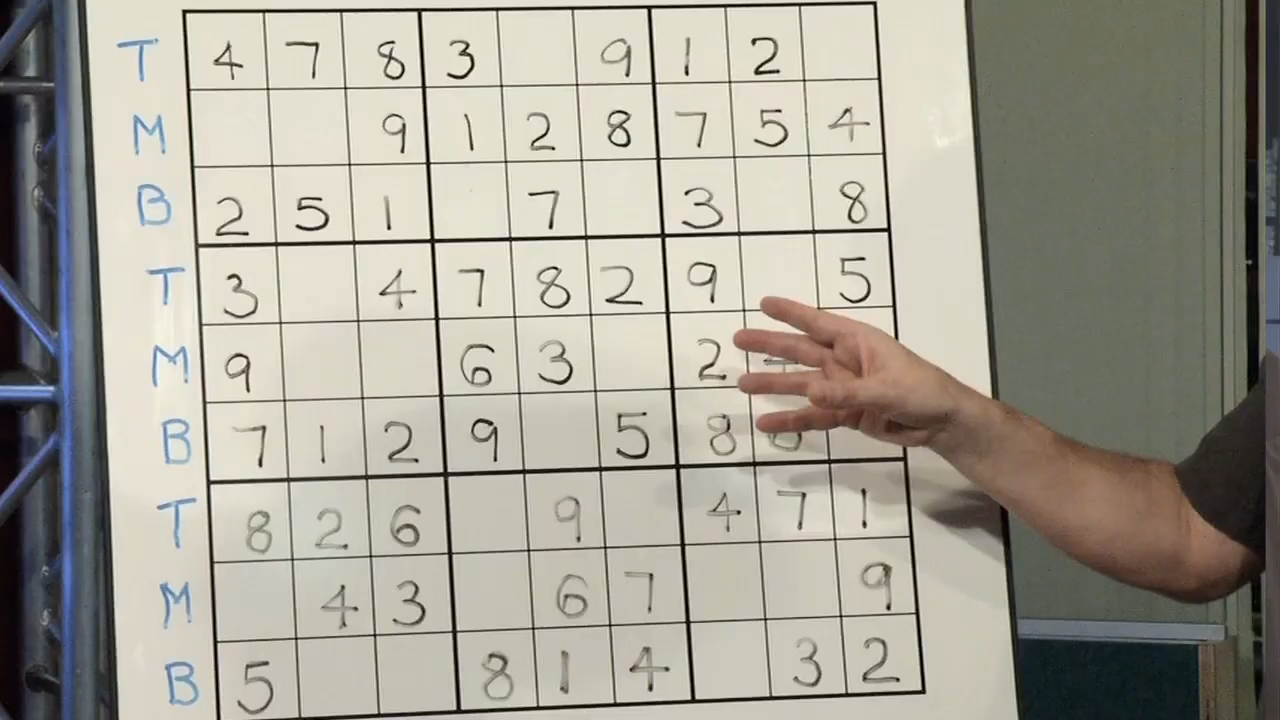 T 4 7 8 3 9 1 2
M 9 1 2 8 7 5 4
B 2 5 1 7 3 8
T 3 4 7 8 2 9 5
M 9 6 3 2
B 7 1 2 9 5 8
T 8 2 6 9 4 7 1
M 4 3 6 7 9
B 5 8 1 4 3 2